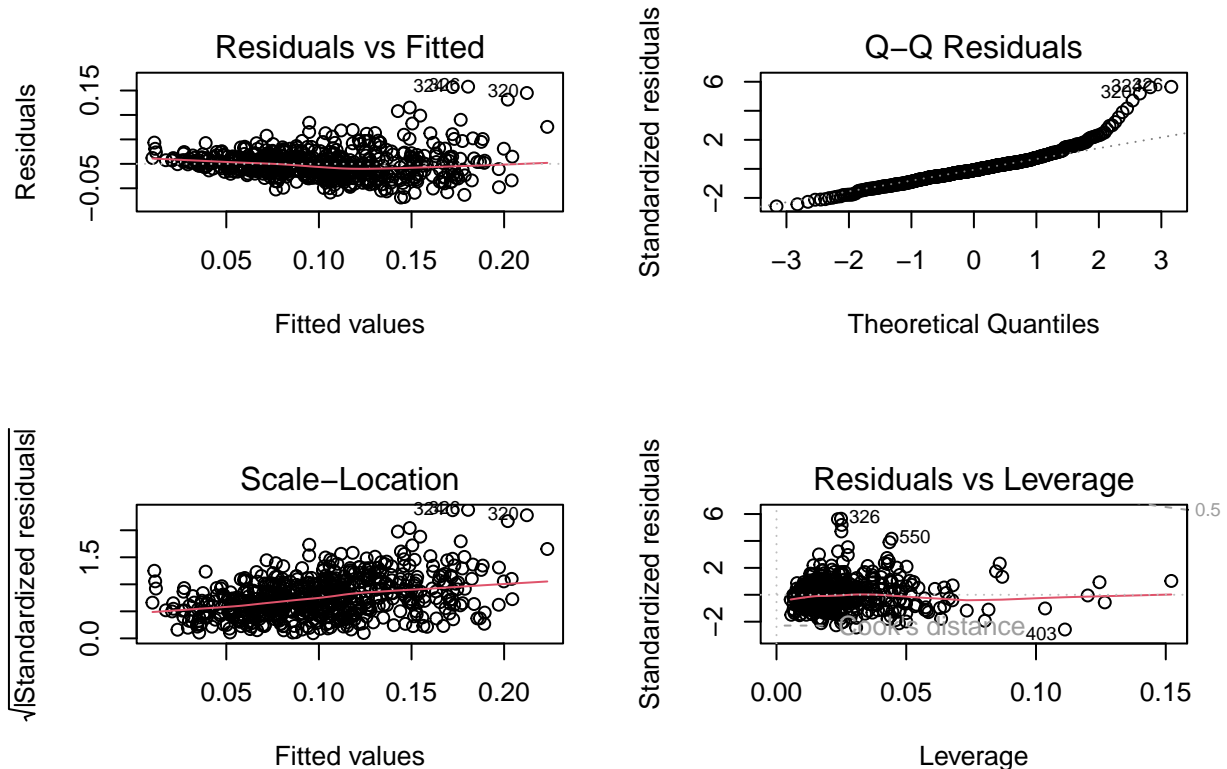 Residuals vs Fitted
Residuals
0.15
−0.05
320
0.05 0.10 0.15 0.20
Fitted values
Q−Q Residuals
Standardized residuals
6
2
−2
−3 −2 −1 0 1 2 3
Theoretical Quantiles
Scale−Location
√|Standardized residuals|
1.5
0.0
320
0.05 0.10 0.15 0.20
Fitted values
Residuals vs Leverage
Standardized residuals
6
2
−2
326
550
403
0.5
Cook's distance
0.00 0.05 0.10 0.15
Leverage